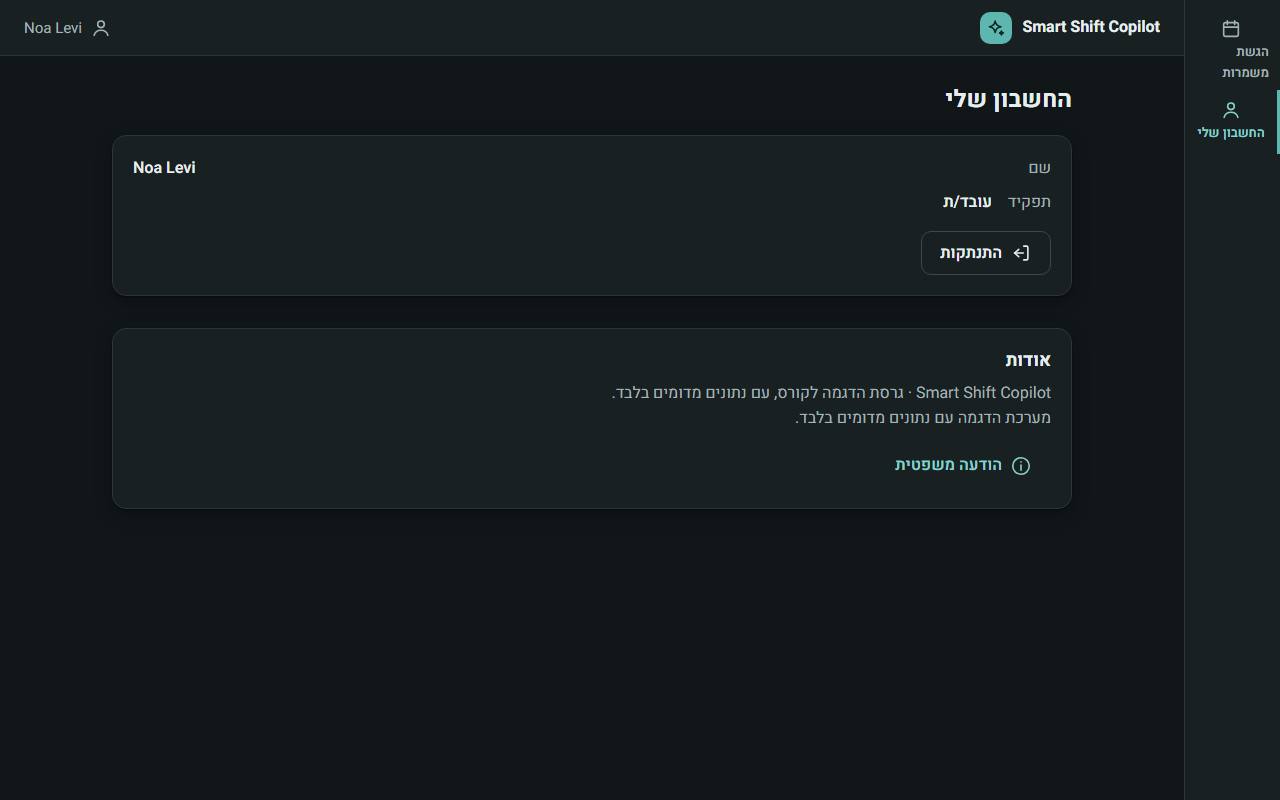 Smart Shift Copilot
Noa Levi
הגשת
משמרות
החשבון שלי
החשבון שלי
שם
Noa Levi
תפקיד עובד/ת
התנתקות
אודות
Smart Shift Copilot · גרסת הדגמה לקורס, עם נתונים מדומים בלבד.
מערכת הדגמה עם נתונים מדומים בלבד.
הודעה משפטית